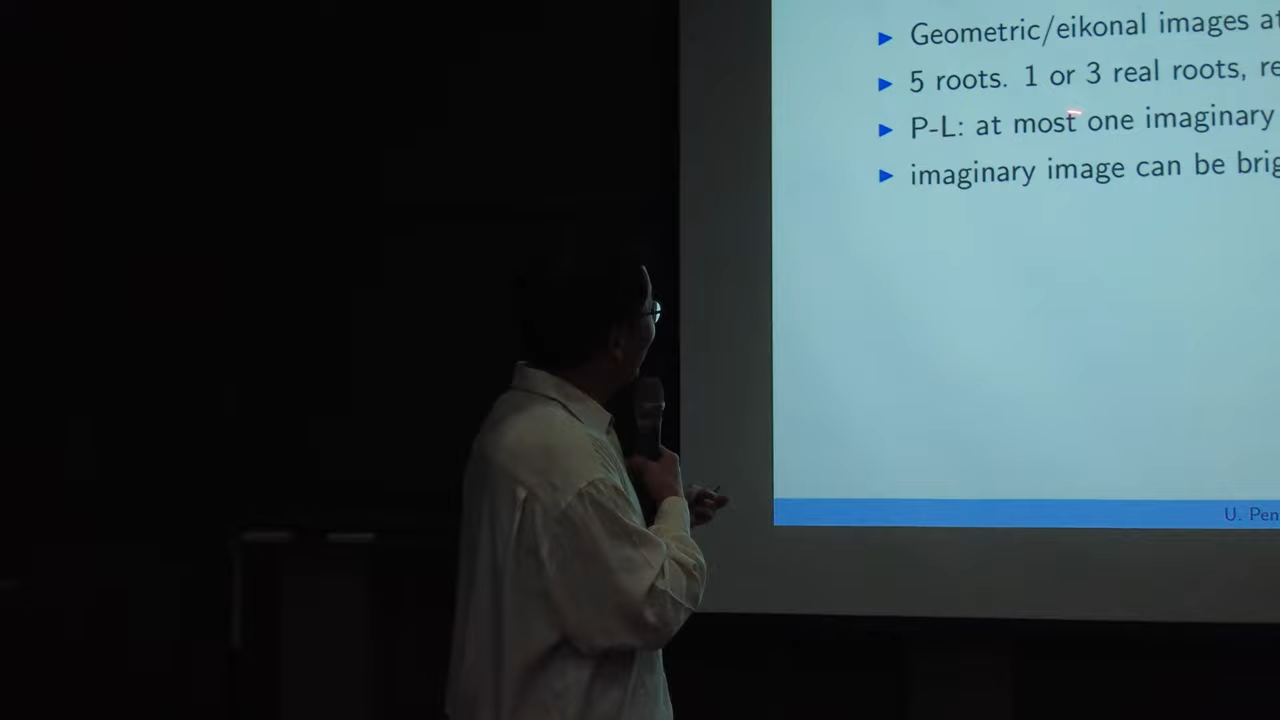 Geometric/eikonal images at
5 roots. 1 or 3 real roots, re
P-L: at most one imaginary
imaginary image can be brig
U. Pen